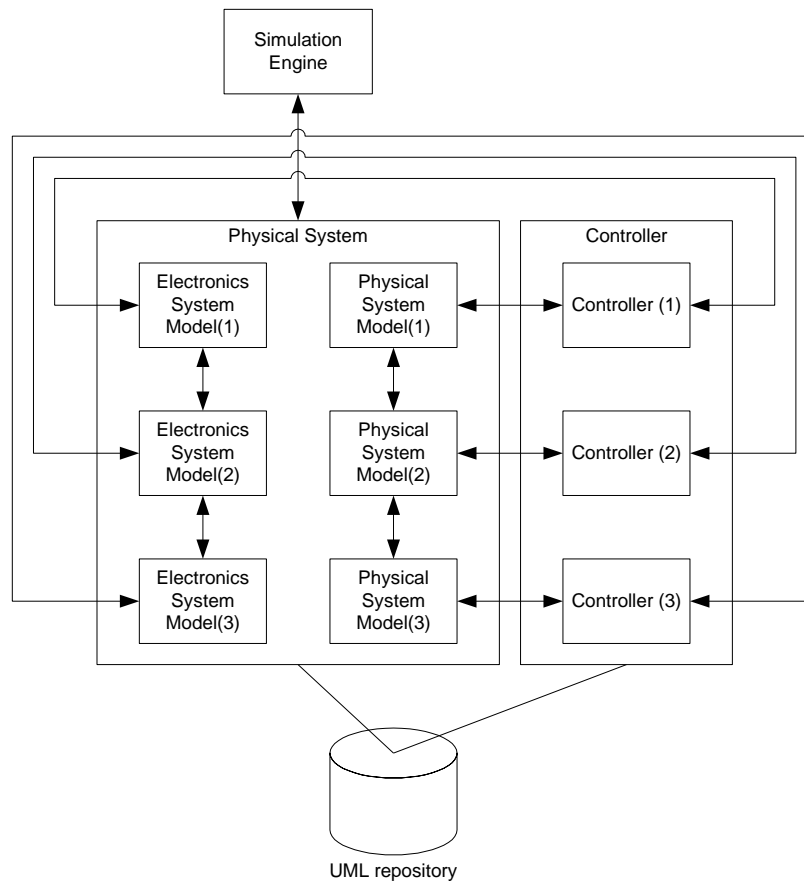 Simulation
Engine
Physical System
Controller
Electronics
System
Model(1)
Physical
System
Model(1)
Controller (1)
Electronics
System
Model(2)
Physical
System
Model(2)
Controller (2)
Electronics
System
Model(3)
Physical
System
Model(3)
Controller (3)
UML repository